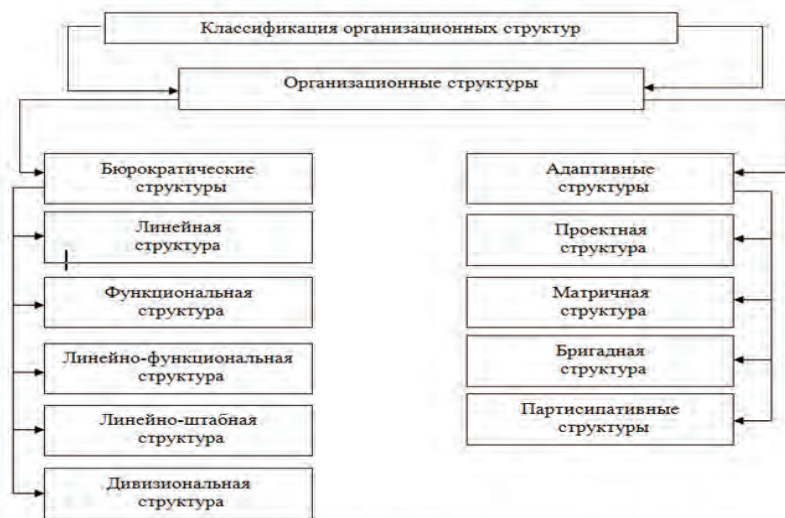 Классификация организационных структур
Организационные структуры
Бюрократические
структуры
Линейная
структура
Функциональная
структура
Линейно-функциональная
структура
Линейно-штабная
структура
Дивизиональная
структура
Адаптивные
структуры
Проектная
структура
Матричная
структура
Бригадная
структура
Партисипативные
структуры